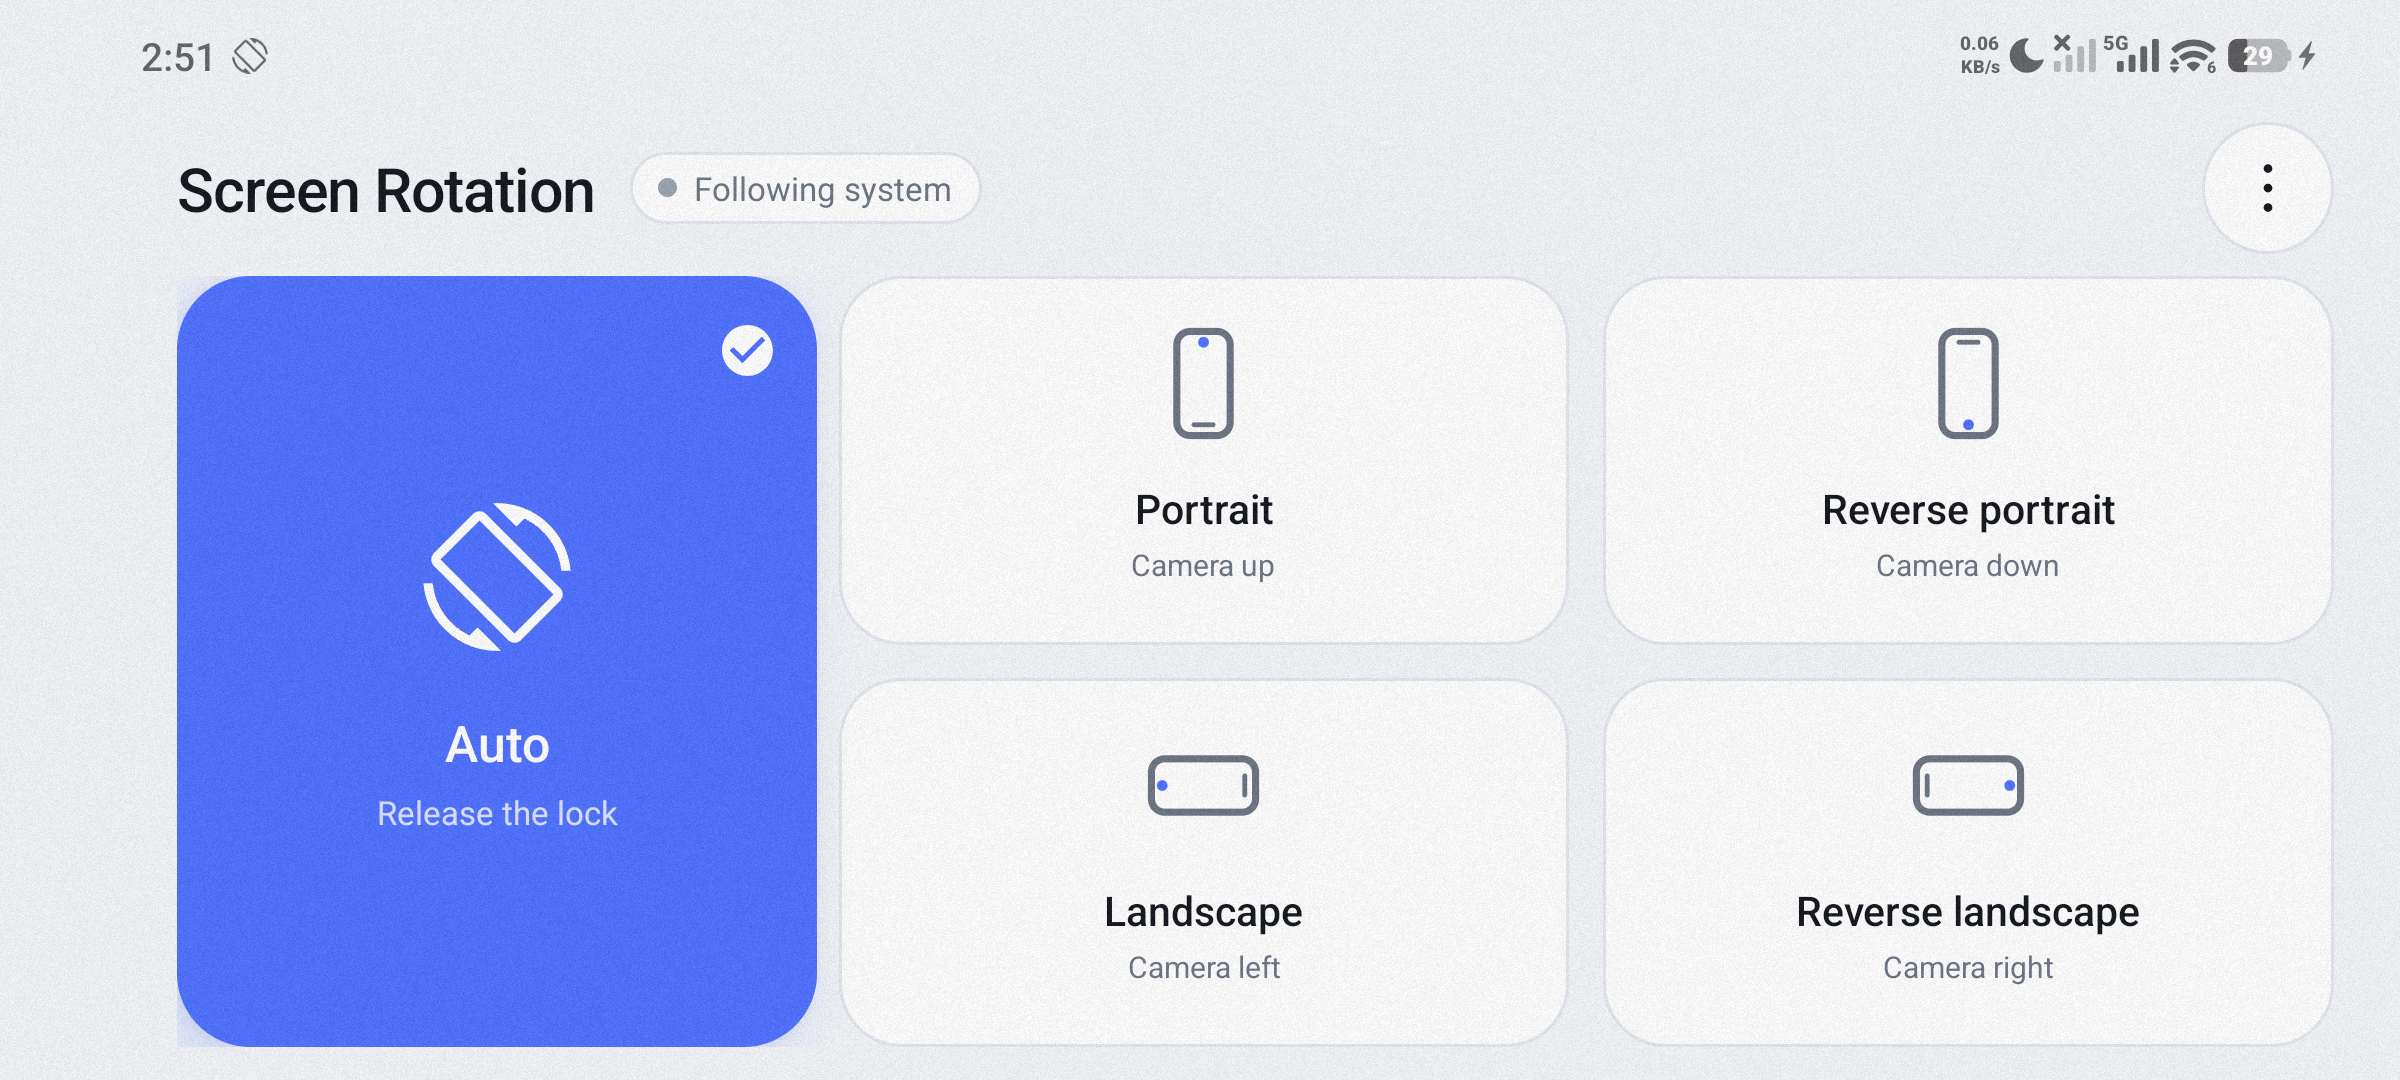 2:51
0.06
KB/s
5G
6
29
Screen Rotation
Following system
Auto
Release the lock
Portrait
Camera up
Reverse portrait
Camera down
Landscape
Camera left
Reverse landscape
Camera right